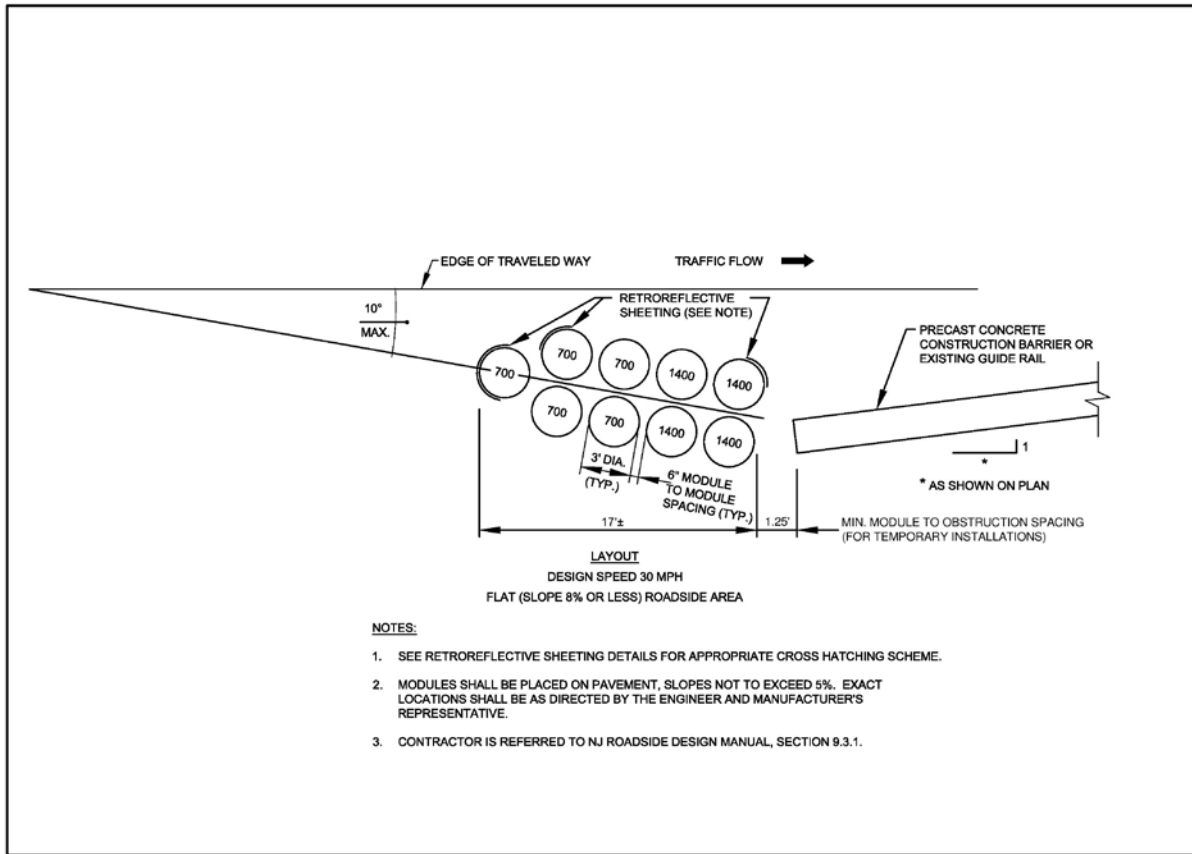 EDGE OF TRAVELED WAY
TRAFFIC FLOW
10°
MAX.
RETROREFLECTIVE
SHEETING (SEE NOTE)
PRECAST CONCRETE
CONSTRUCTION BARRIER OR
EXISTING GUIDE RAIL
700
700
700
1400
1400
700
700
1400
1400
3' DIA.
(TYP.)
6" MODULE
TO MODULE
SPACING (TYP.)
1
*
* AS SHOWN ON PLAN
17'±
1.25'
MIN. MODULE TO OBSTRUCTION SPACING
(FOR TEMPORARY INSTALLATIONS)
LAYOUT
DESIGN SPEED 30 MPH
FLAT (SLOPE 8% OR LESS) ROADSIDE AREA
NOTES:
1. SEE RETROREFLECTIVE SHEETING DETAILS FOR APPROPRIATE CROSS HATCHING SCHEME.
2. MODULES SHALL BE PLACED ON PAVEMENT, SLOPES NOT TO EXCEED 5%. EXACT
LOCATIONS SHALL BE AS DIRECTED BY THE ENGINEER AND MANUFACTURER'S
REPRESENTATIVE.
3. CONTRACTOR IS REFERRED TO NJ ROADSIDE DESIGN MANUAL, SECTION 9.3.1.